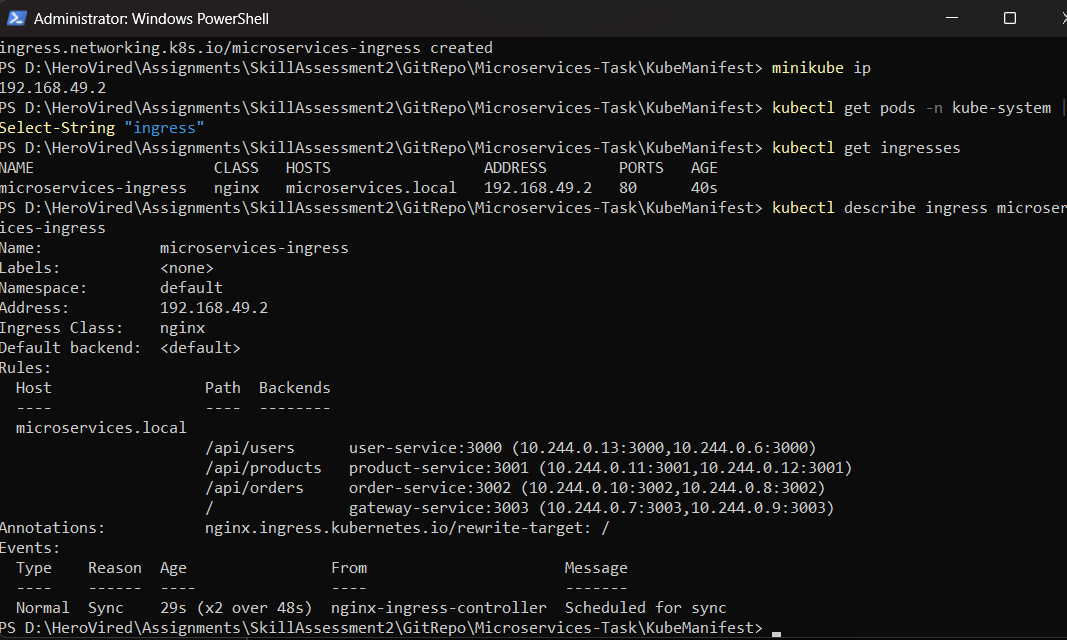 Administrator: Windows PowerShell
ingress.networking.k8s.io/microservices-ingress created
PS D:\HeroVired\Assignments\SkillAssessment2\GitRepo\Microservices-Task\KubeManifest> minikube ip
192.168.49.2
PS D:\HeroVired\Assignments\SkillAssessment2\GitRepo\Microservices-Task\KubeManifest> kubectl get pods -n kube-system |
Select-String "ingress"
PS D:\HeroVired\Assignments\SkillAssessment2\GitRepo\Microservices-Task\KubeManifest> kubectl get ingresses
NAME CLASS HOSTS ADDRESS PORTS AGE
microservices-ingress nginx microservices.local 192.168.49.2 80 40s
PS D:\HeroVired\Assignments\SkillAssessment2\GitRepo\Microservices-Task\KubeManifest> kubectl describe ingress microser
ices-ingress
Name: microservices-ingress
Labels: <none>
Namespace: default
Address: 192.168.49.2
Ingress Class: nginx
Default backend: <default>
Rules:
Host Path Backends
---- ---- --------
microservices.local
/api/users user-service:3000 (10.244.0.13:3000,10.244.0.6:3000)
/api/products product-service:3001 (10.244.0.11:3001,10.244.0.12:3001)
/api/orders order-service:3002 (10.244.0.10:3002,10.244.0.8:3002)
/ gateway-service:3003 (10.244.0.7:3003,10.244.0.9:3003)
Annotations: nginx.ingress.kubernetes.io/rewrite-target: /
Events:
Type Reason Age From Message
---- ------ ---- ---- -------
Normal Sync 29s (x2 over 48s) nginx-ingress-controller Scheduled for sync
PS D:\HeroVired\Assignments\SkillAssessment2\GitRepo\Microservices-Task\KubeManifest>